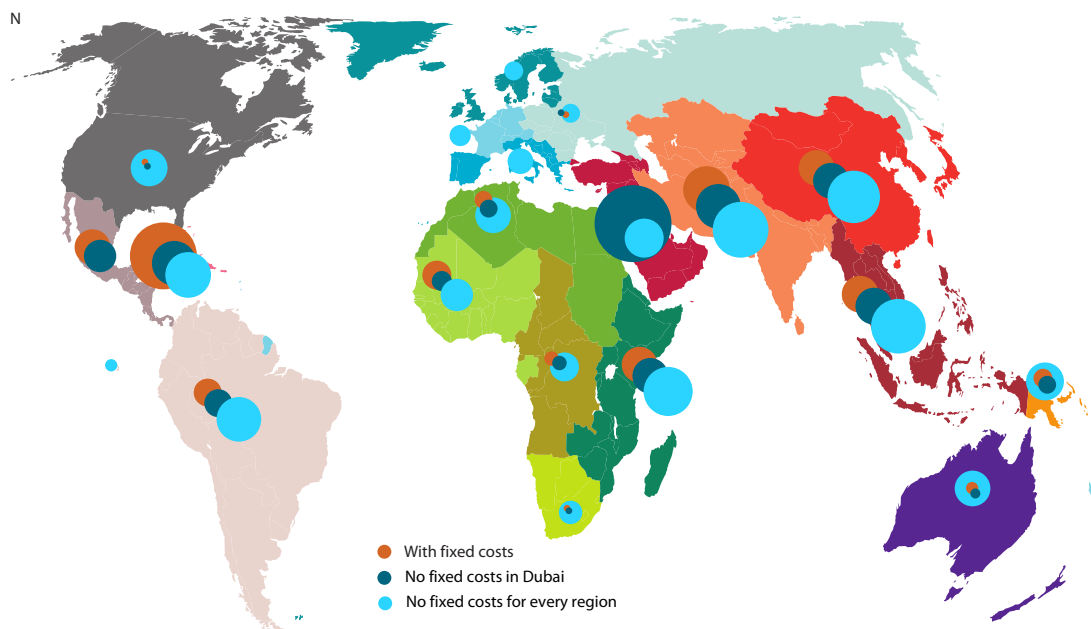 N
With fixed costs
No fixed costs in Dubai
No fixed costs for every region